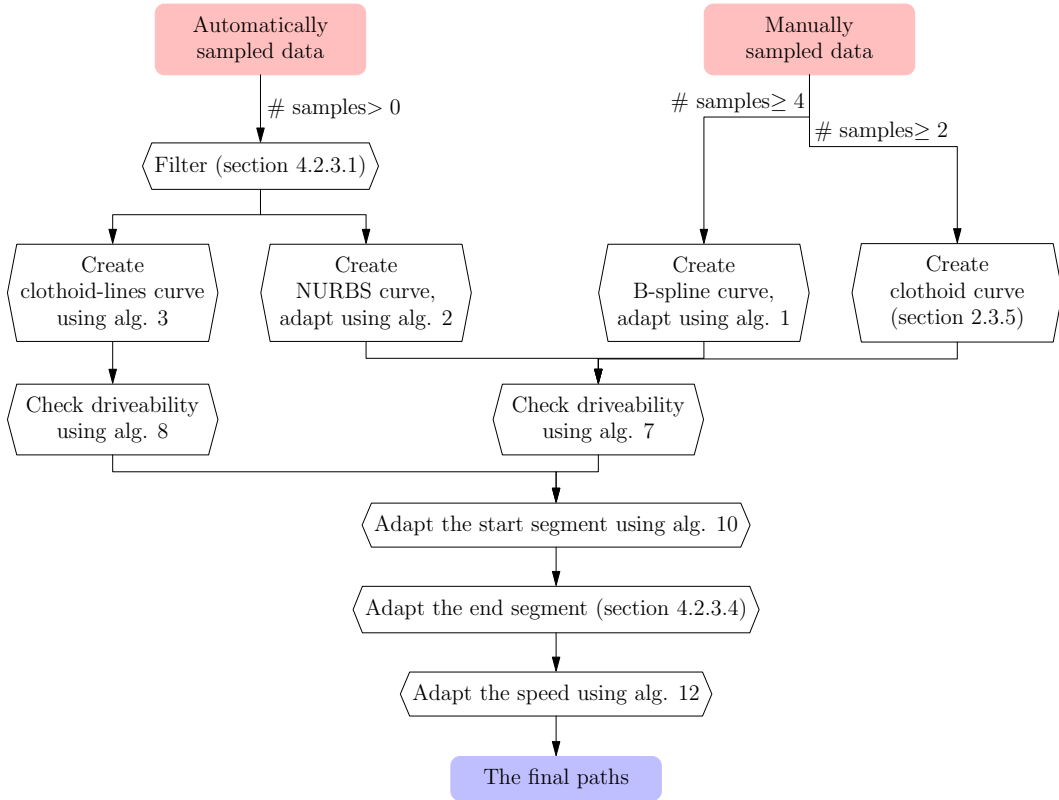 Automatically
sampled data
Manually
sampled data
# samples> 0
# samples≥ 4
# samples≥ 2
Filter (section 4.2.3.1)
Create
clothoid-lines curve
using alg. 3
Create
NURBS curve,
adapt using alg. 2
Create
B-spline curve,
adapt using alg. 1
Create
clothoid curve
(section 2.3.5)
Check driveability
using alg. 8
Check driveability
using alg. 7
Adapt the start segment using alg. 10
Adapt the end segment (section 4.2.3.4)
Adapt the speed using alg. 12
The final paths